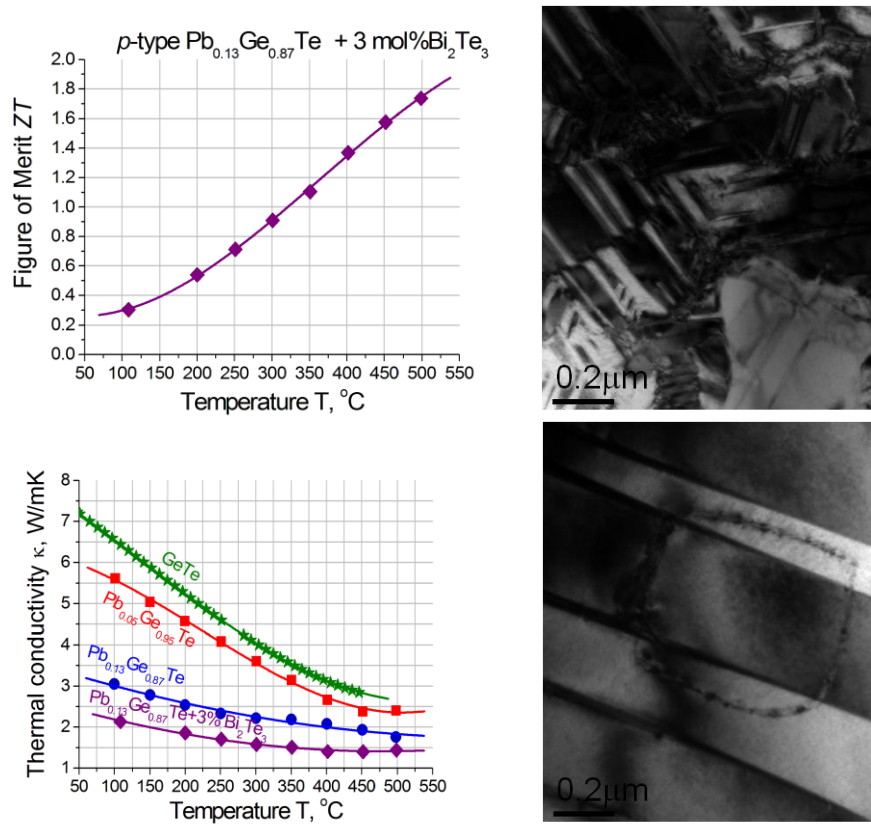 p-type Pb0.13Ge0.87Te + 3 mol%Bi2Te3
Figure of Merit ZT
2.0
1.8
1.6
1.4
1.2
1.0
0.8
0.6
0.4
0.2
0.0
50 100 150 200 250 300 350 400 450 500 550
Temperature T, °C
0.2μm
Thermal conductivity κ, W/mK
8
7
6
5
4
3
2
1
GeTe
Pb0.05Ge0.95Te
Pb0.13Ge0.87Te
Pb0.13Ge0.87Te+3%Bi2Te3
50 100 150 200 250 300 350 400 450 500 550
Temperature T, °C
0.2μm